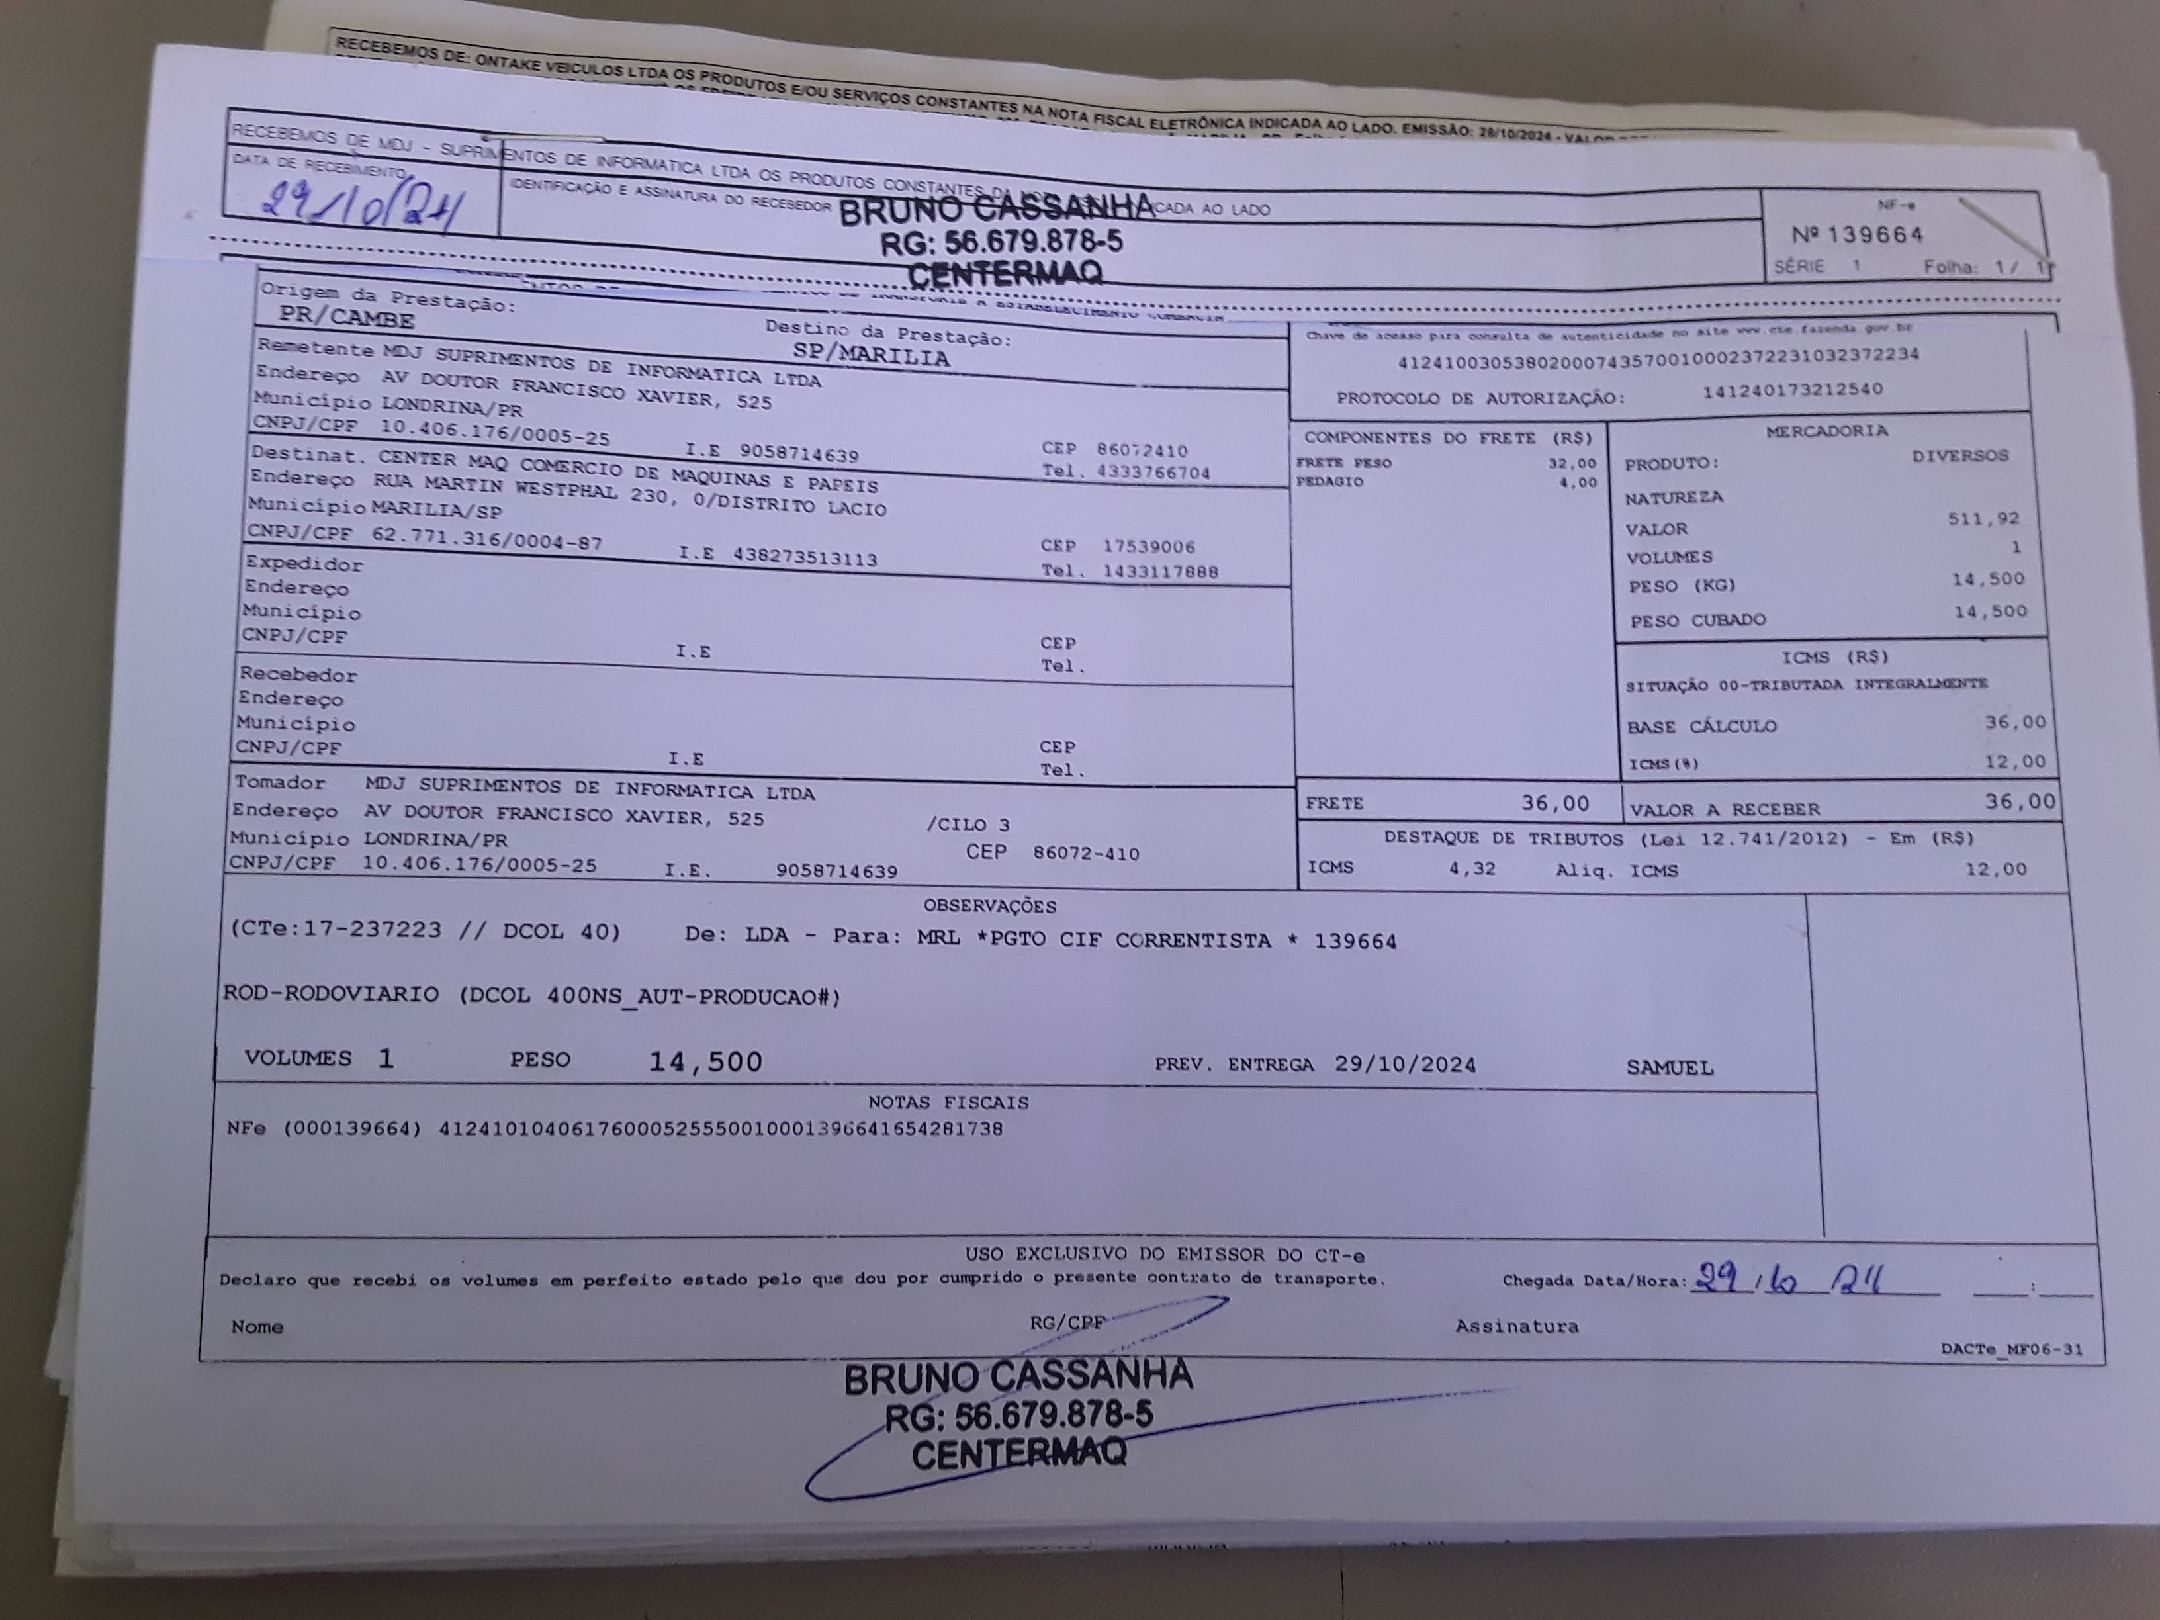 RECEBEMOS DE: ONTAKE VEICULOS LTDA OS PRODUTOS E/OU SERVIÇOS CONSTANTES NA NOTA FISCAL ELETRÔNICA INDICADA AO LADO. EMISSÃO: 28/10/2024 - VALOR
RECEBEMOS DE MDJ - SUPRIMENTOS DE INFORMATICA LTDA OS PRODUTOS CONSTANTES DA CADA AO LADO
DATA DE RECEBIMENTO
29/10/24
IDENTIFICAÇÃO E ASSINATURA DO RECEBEDOR
BRUNO CASSANHA
RG: 56.679.878-5
CENTERMAQ
NF-e
Nº 139664
SÉRIE 1 Folha: 1/ 1
Origem da Prestação:
PR/CAMBE
Destino da Prestação:
SP/MARILIA
Remetente MDJ SUPRIMENTOS DE INFORMATICA LTDA
Endereço AV DOUTOR FRANCISCO XAVIER, 525
Município LONDRINA/PR
CNPJ/CPF 10.406.176/0005-25 I.E 9058714639 CEP 86072410
Tel. 4333766704
Destinat. CENTER MAQ COMERCIO DE MAQUINAS E PAPEIS
Endereço RUA MARTIN WESTPHAL 230, 0/DISTRITO LACIO
Município MARILIA/SP
CNPJ/CPF 62.771.316/0004-87 I.E 438273513113 CEP 17539006
Tel. 1433117888
Expedidor
Endereço
Município
CNPJ/CPF I.E CEP
Tel.
Recebedor
Endereço
Município
CNPJ/CPF I.E CEP
Tel.
Tomador MDJ SUPRIMENTOS DE INFORMATICA LTDA
Endereço AV DOUTOR FRANCISCO XAVIER, 525 /CILO 3
Município LONDRINA/PR CEP 86072-410
CNPJ/CPF 10.406.176/0005-25 I.E. 9058714639
Chave de acesso para consulta de autenticidade no site www.cte.fazenda.gov.br
41241003053802000743570010002372231032372234
PROTOCOLO DE AUTORIZAÇÃO: 141240173212540
COMPONENTES DO FRETE (R$)
FRETE PESO 32,00
PEDAGIO 4,00
MERCADORIA
PRODUTO: DIVERSOS
NATUREZA
VALOR 511,92
VOLUMES 1
PESO (KG) 14,500
PESO CUBADO 14,500
ICMS (R$)
SITUAÇÃO 00-TRIBUTADA INTEGRALMENTE
BASE CÁLCULO 36,00
ICMS(%) 12,00
FRETE 36,00 VALOR A RECEBER 36,00
DESTAQUE DE TRIBUTOS (Lei 12.741/2012) - Em (R$)
ICMS 4,32 Aliq. ICMS 12,00
OBSERVAÇÕES
(CTe:17-237223 // DCOL 40) De: LDA - Para: MRL *PGTO CIF CORRENTISTA * 139664
ROD-RODOVIARIO (DCOL 400NS_AUT-PRODUCAO#)
VOLUMES 1 PESO 14,500 PREV. ENTREGA 29/10/2024 SAMUEL
NOTAS FISCAIS
NFe (000139664) 41241010406176000525550010001396641654281738
USO EXCLUSIVO DO EMISSOR DO CT-e
Declaro que recebi os volumes em perfeito estado pelo que dou por cumprido o presente contrato de transporte. Chegada Data/Hora: 29/10 24 :
Nome RG/CPF Assinatura
DACTe_MF06-31
BRUNO CASSANHA
RG: 56.679.878-5
CENTERMAQ